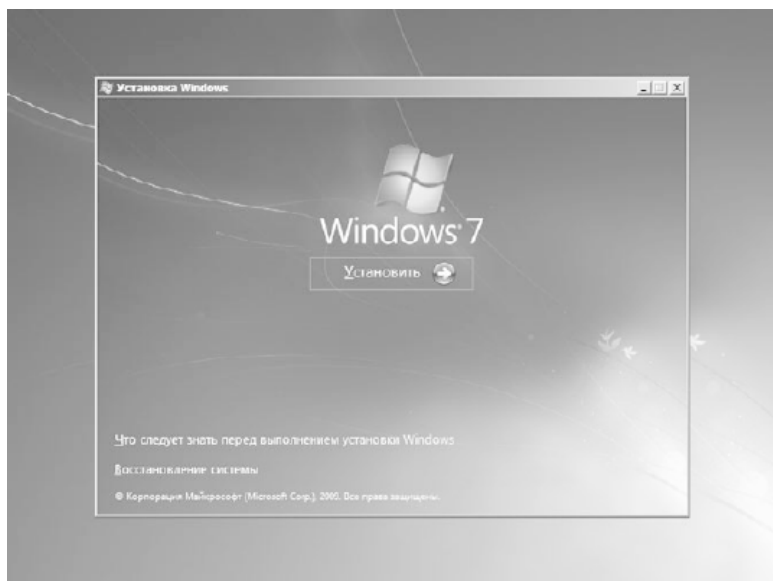 Установка Windows
Windows 7
Установить
Что следует знать перед выполнением установки Windows
Восстановление системы
© Корпорация Майкрософт (Microsoft Corp.), 2009. Все права защищены.